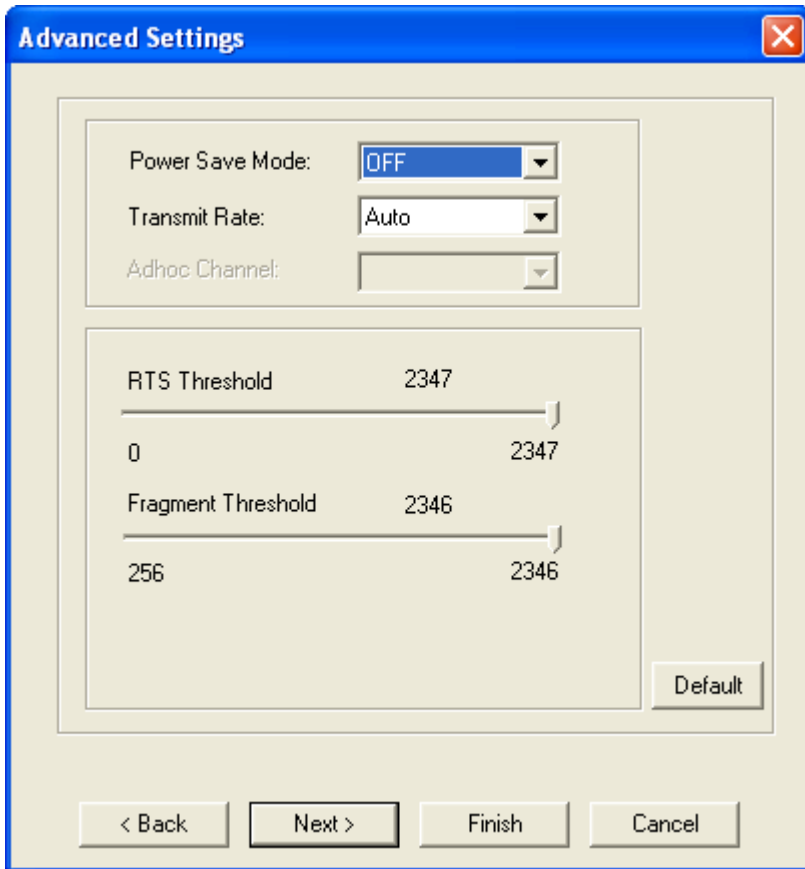 Advanced Settings
Power Save Mode: OFF
Transmit Rate: Auto
Adhoc Channel:
RTS Threshold 2347
0 2347
Fragment Threshold 2346
256 2346
Default
< Back Next > Finish Cancel